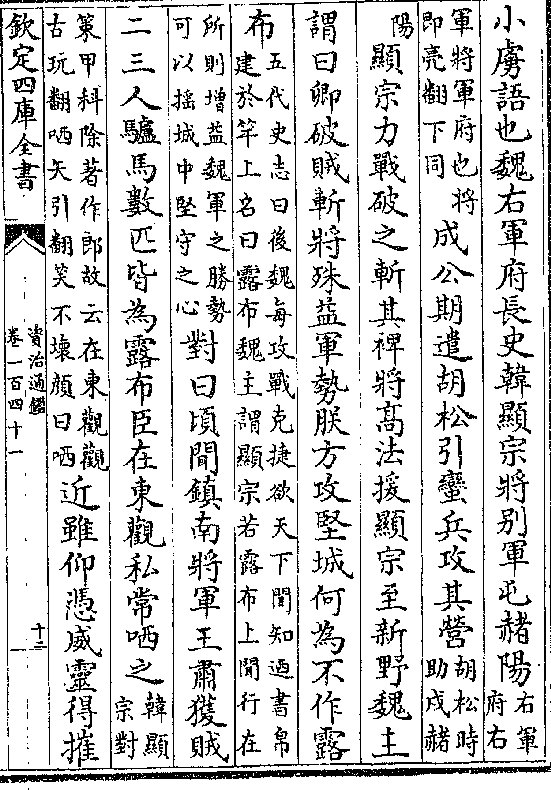 小虜語也魏右軍府長史韓顯宗將别軍屯赭陽右軍府右
軍將軍府也將即亮翻下同成公期遣胡松引蠻兵攻其營胡松時助戍赭
陽顯宗力戰破之斬其裨將髙法援顯宗至新野魏主
謂曰卿破賊斬將殊益軍勢朕方攻堅城何為不作露
布五代史志曰後魏每攻戰克捷欲天下聞知迺書帛建於竿上名曰露布魏主謂顯宗若露布上聞行在
所則增益魏軍之勝勢可以揺城中堅守之心對曰頃聞鎮南將軍王肅獲賊
二三人驢馬數匹皆為露布臣在東觀私常哂之韓顯宗對
策甲科除著作郎故云在東觀觀古玩翻哂矢引翻笑不壊顔曰哂近雖仰憑威靈得摧
欽定四庫全書
資治通鑑
卷一百四十一